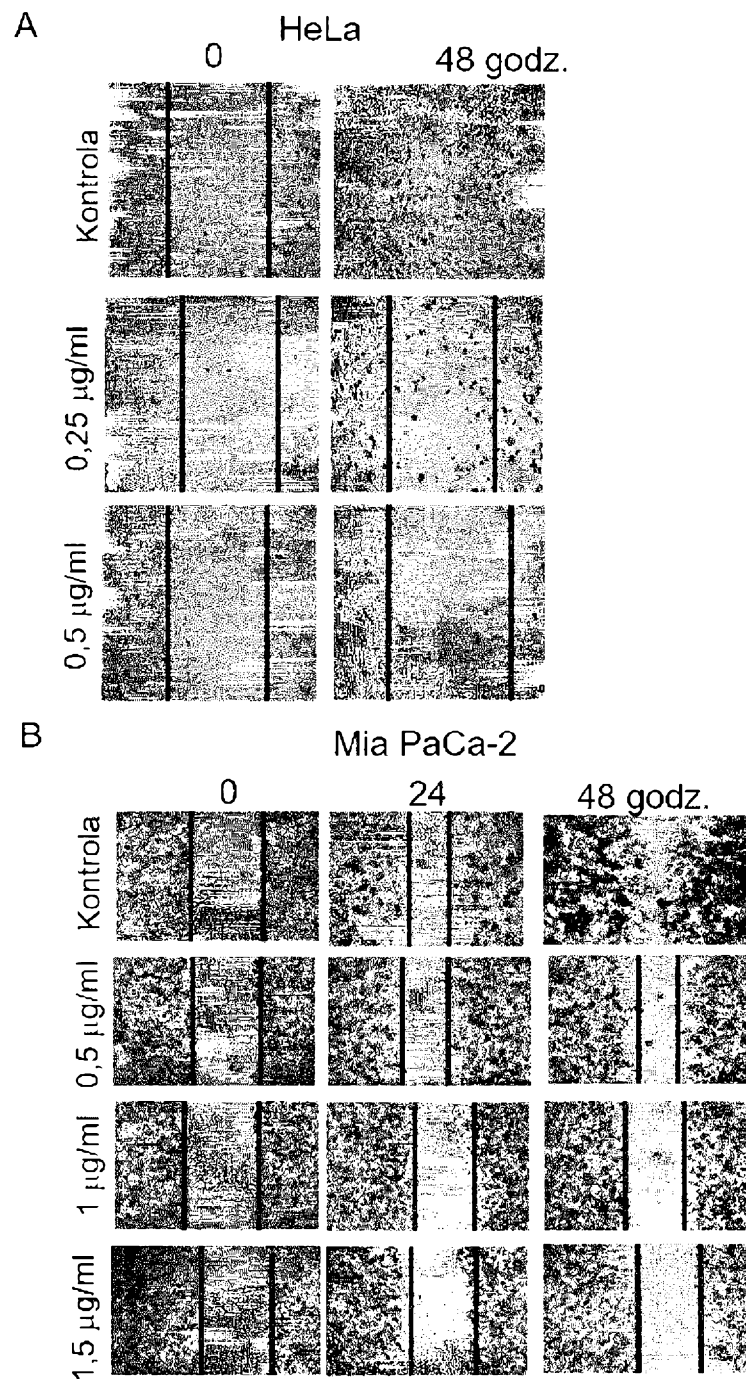 A
HeLa
0 48 godz.
Kontrola
0,25 μg/ml
0,5 μg/ml
B
Mia PaCa-2
0 24 48 godz.
Kontrola
0,5 μg/ml
1 μg/ml
1,5 μg/ml